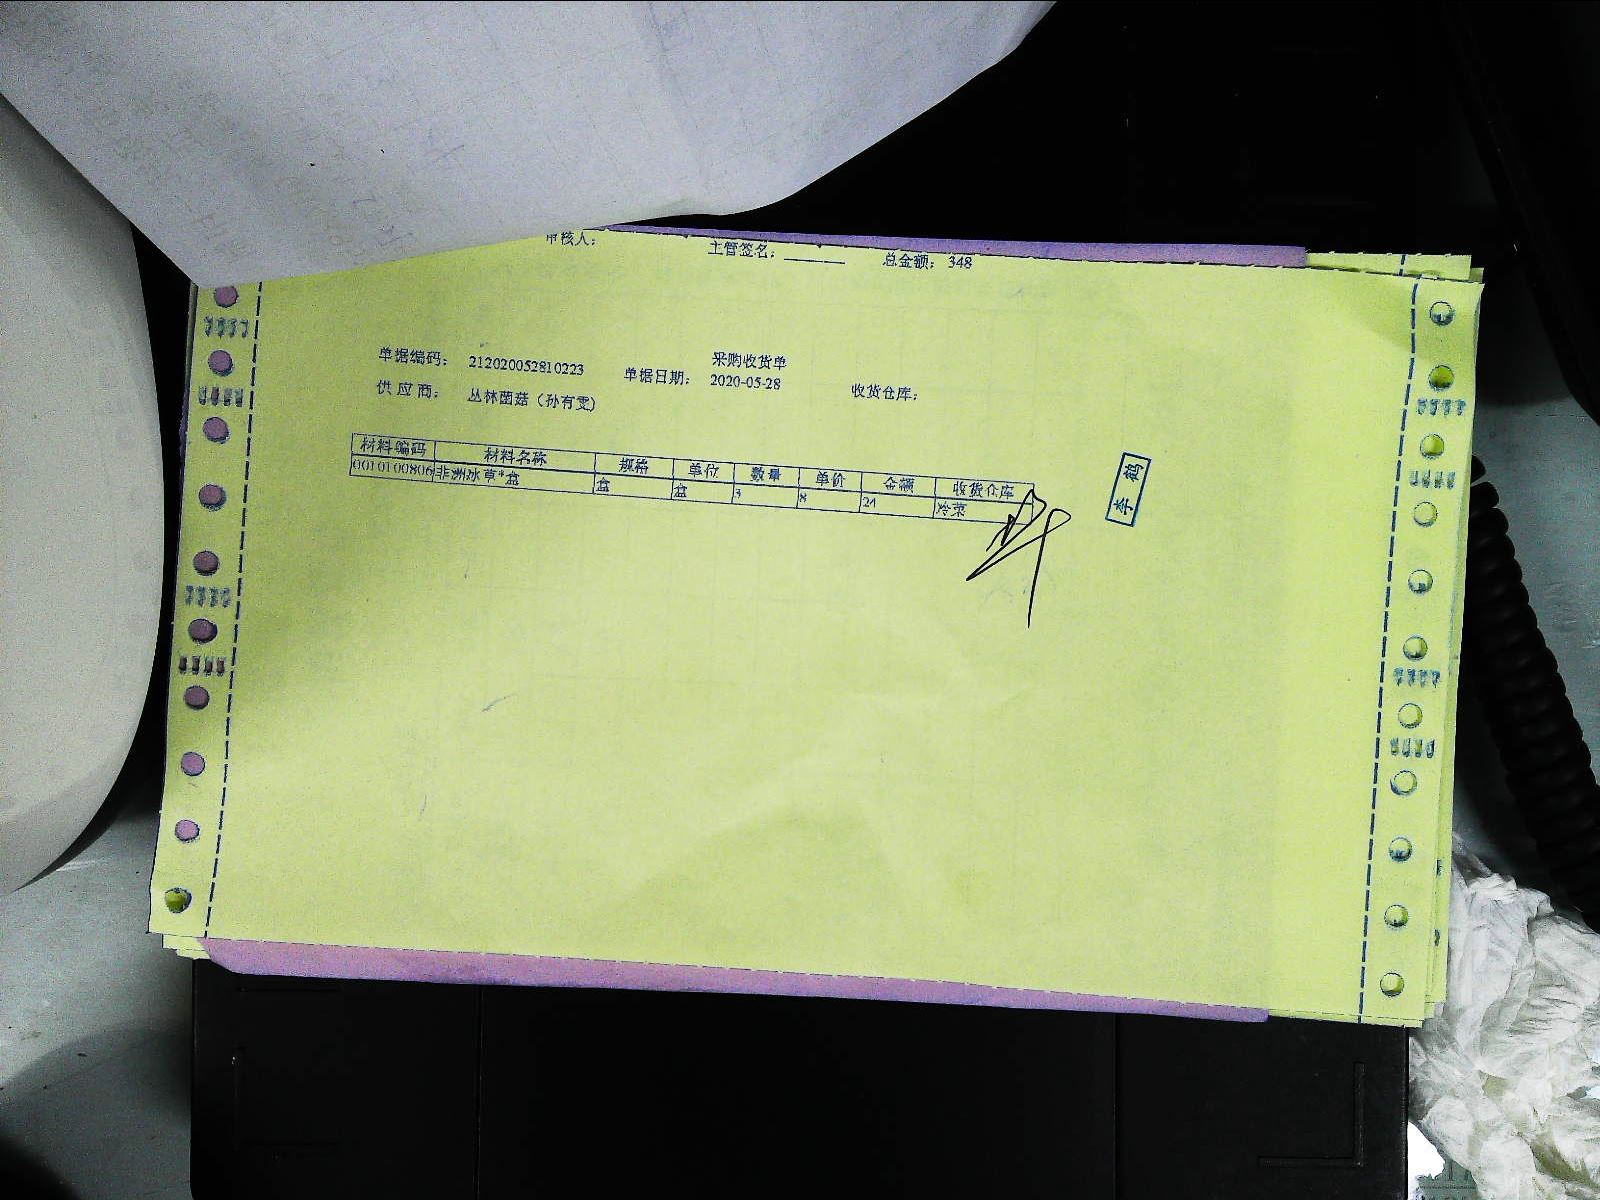 审核人： 主管签名： 总金额： 348
采购收货单
单据编码： 212020052810223 单据日期： 2020-05-28 收货仓库：
供应商： 丛林菌菇（孙有雯)
材料编码 材料名称 规格 单位 数量 单价 金额 收货仓库
0010100806 非洲冰草*盒 盒 盒 3 8 24 冷菜
李鹤